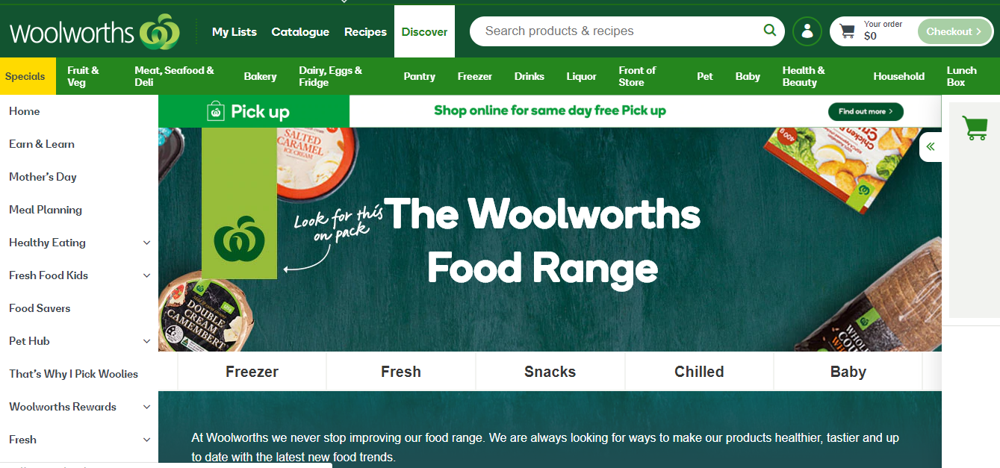 Woolworths
My Lists
Catalogue
Recipes
Discover
Search products & recipes
Your order
$0
Checkout
Specials
Fruit &
Veg
Meat, Seafood &
Deli
Bakery
Dairy, Eggs &
Fridge
Pantry
Freezer
Drinks
Liquor
Front of
Store
Pet
Baby
Health &
Beauty
Household
Lunch
Box
Home
Earn & Learn
Mother's Day
Meal Planning
Healthy Eating
Fresh Food Kids
Food Savers
Pet Hub
That's Why I Pick Woolies
Woolworths Rewards
Fresh
Pick up
Shop online for same day free Pick up
Find out more
SALTED
CARAMEL
ICE CREAM
400g
Chicken
Look for this
on pack
The Woolworths
Food Range
DOUBLE
CREAM
CAMEMBERT
Freezer
Fresh
Snacks
Chilled
Baby
At Woolworths we never stop improving our food range. We are always looking for ways to make our products healthier, tastier and up
to date with the latest new food trends.